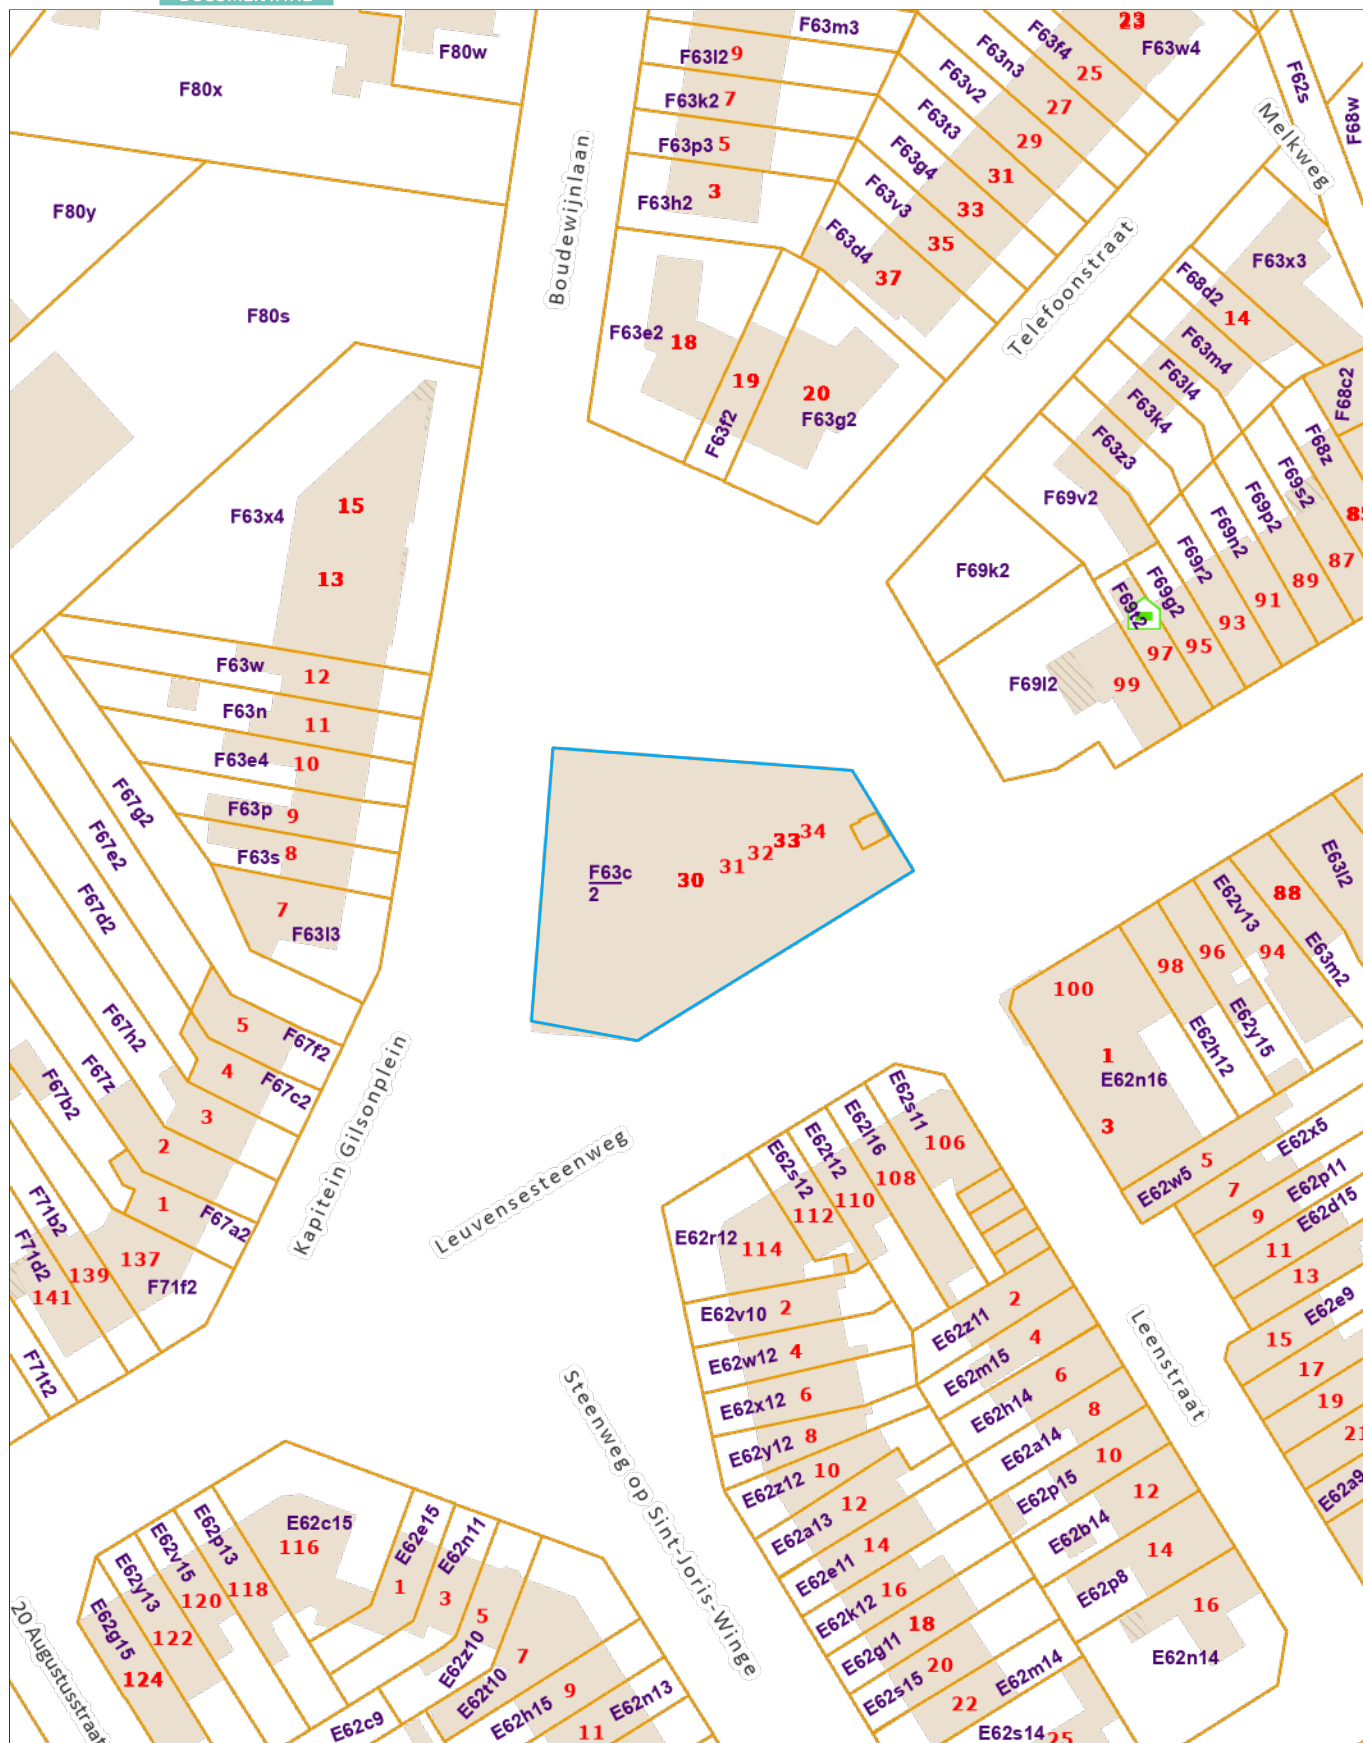 F80w
F80x
F80y
F80s
Boudewijnlaan
F63m3
F63l2 9
F63k2 7
F63p3 5
3
F63h2
F63f4
23
F63w4
F63n3
25
F63v2
27
F63t3
29
F63g4
31
F63v3
33
F63d4
35
37
F62s
F68w
Melkweg
Telefoonstraat
F63e2
18
19
20
F63f2
F63g2
F63x3
F68d2
14
F63m4
F63l4
F63k4
F63z3
F68c2
F68z
F69s2
F69p2
F69n2
F69r2
F69v2
F69k2
F69g2
F69t2
F69l2
87
89
91
93
95
97
99
F63x4
15
13
F63w
12
F63n
11
F63e4
10
F63p
9
F63s
8
7
F63l3
F67g2
F67e2
F67d2
F67h2
F67z
F67b2
5
F67f2
4
F67c2
3
2
1
F67a2
F71b2
F71d2
137
139
141
F71f2
F71t2
Kapitein Gilsonplein
F63c
2
30
31
32
33
34
Leuvensesteenweg
E63l2
88
E62v13
E63m2
94
96
98
100
E62y15
E62h12
1
E62n16
3
E62w5
5
E62x5
7
E62p11
9
E62d15
11
13
E62e9
15
17
19
E62a9
Leenstraat
E62s11
E62l16
E62t12
E62s12
106
108
110
112
114
E62r12
E62v10 2
E62w12 4
E62x12 6
E62y12 8
E62z12 10
E62a13 12
E62e11 14
E62k12 16
E62g11 18
E62s15 20
22
E62m14
E62s14
25
E62z11 2
E62m15 4
E62h14 6
E62a14 8
E62p15 10
E62b14 12
E62p8 14
16
E62n14
Steenweg op Sint-Joris-Winge
E62c15
116
E62p13
118
E62v15
120
E62y13
122
E62g15
124
20 Augustusstraat
E62e15
1
E62n11
3
5
E62z10
7
E62t10
9
E62h15
11
E62n13
E62c9